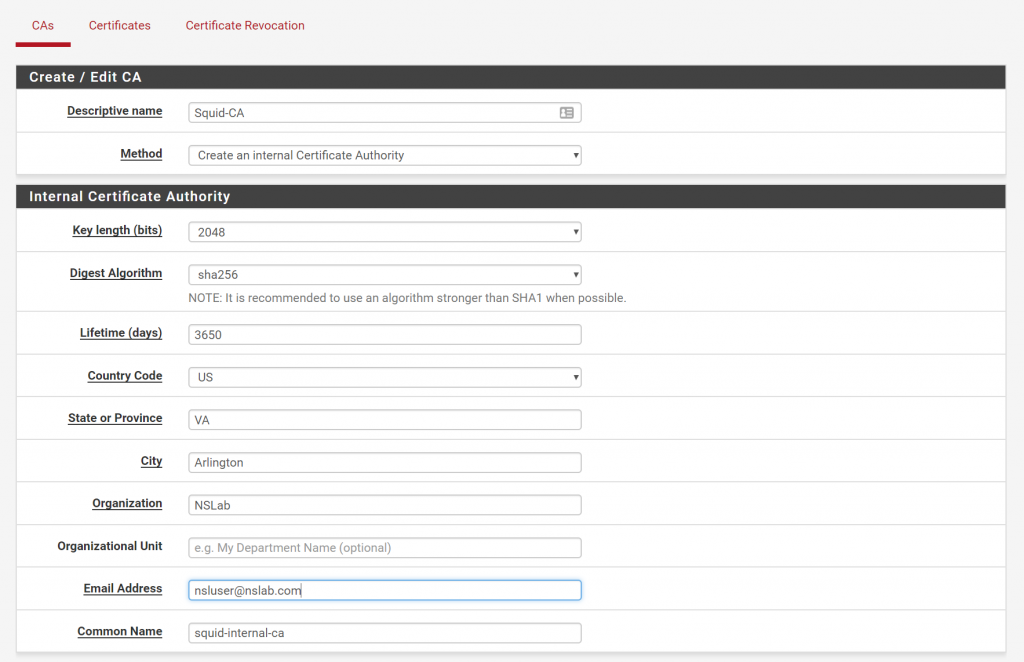 CAs Certificates Certificate Revocation
Create / Edit CA
Descriptive name Squid-CA
Method Create an internal Certificate Authority
Internal Certificate Authority
Key length (bits) 2048
Digest Algorithm sha256
NOTE: It is recommended to use an algorithm stronger than SHA1 when possible.
Lifetime (days) 3650
Country Code US
State or Province VA
City Arlington
Organization NSLab
Organizational Unit e.g. My Department Name (optional)
Email Address nsluser@nslab.com
Common Name squid-internal-ca